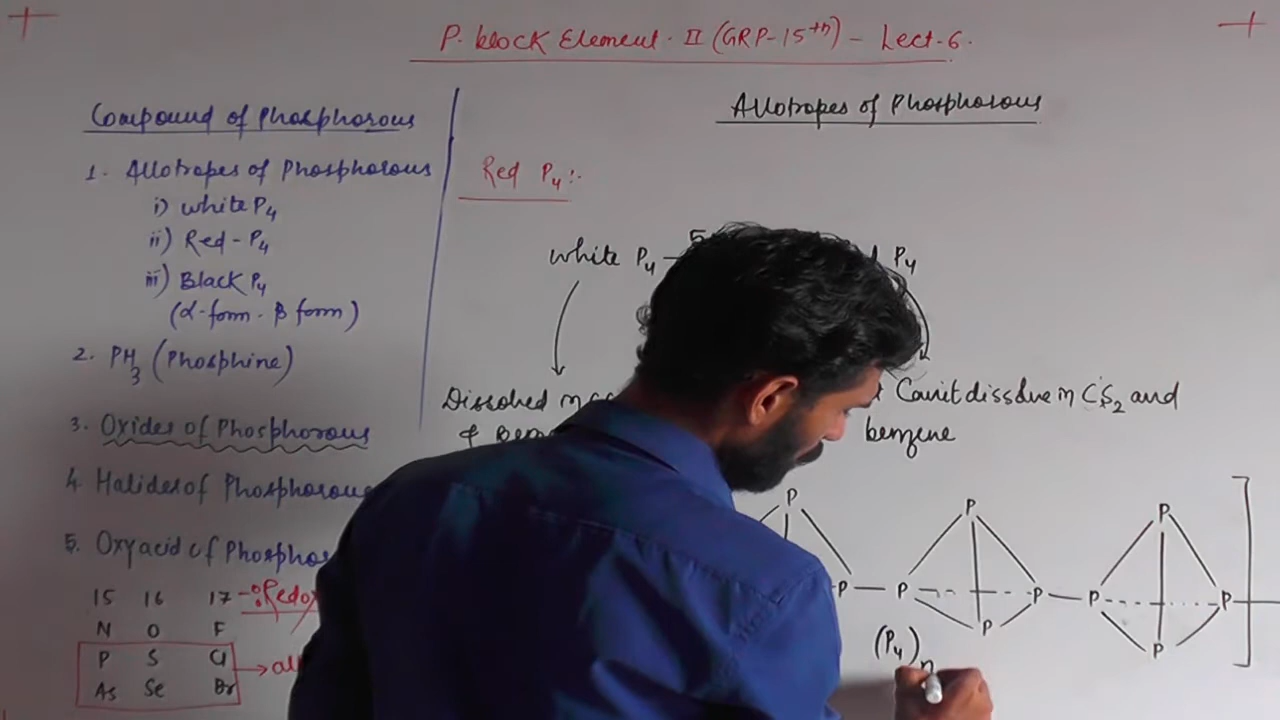 P-block Element-II (GRP-15th) - Lect-6.
Compound of Phosphorous
1. Allotropes of Phosphorous
i) white P4
ii) Red-P4
iii) Black P4
(α-form - β form)
2. PH3 (Phosphine)
3. Oxides of Phosphorous
4. Halides of Phosphorous
5. Oxyacid of Phosphor
15 16 17 -: Redox
N O F
P S Cl → all
As Se Br
Allotropes of Phosphorous
Red P4:-
white P4 P4
Dissolved in Can't dissolve in CS2 and
& benzene
P P P
P — P P — P P
P P
(P4)n